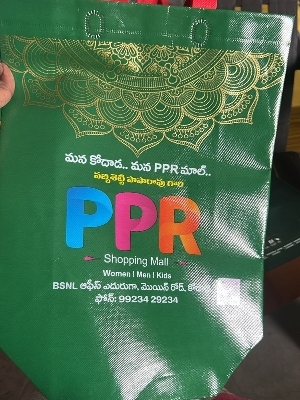 మన కోదాడ.. మన PPR మాల్..
PPR
Shopping Mall
Women | Men | Kids
BSNL ఆఫీస్ ఎదురుగా, మెయిన్ రోడ్,
ఫోన్: 99234 29234